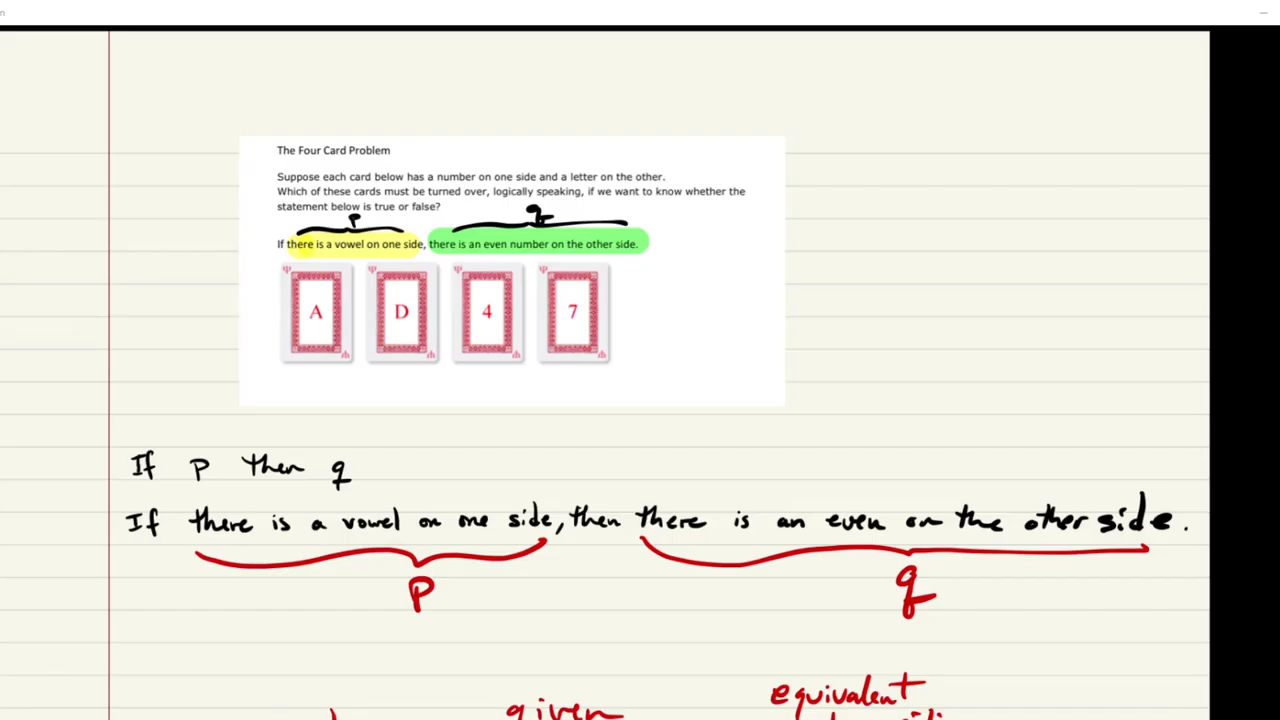 The Four Card Problem
Suppose each card below has a number on one side and a letter on the other.
Which of these cards must be turned over, logically speaking, if we want to know whether the
statement below is true or false?
p q
If there is a vowel on one side, there is an even number on the other side.
A D 4 7
If p then q
If there is a vowel on one side, then there is an even on the other side.
p q
equivalent
given